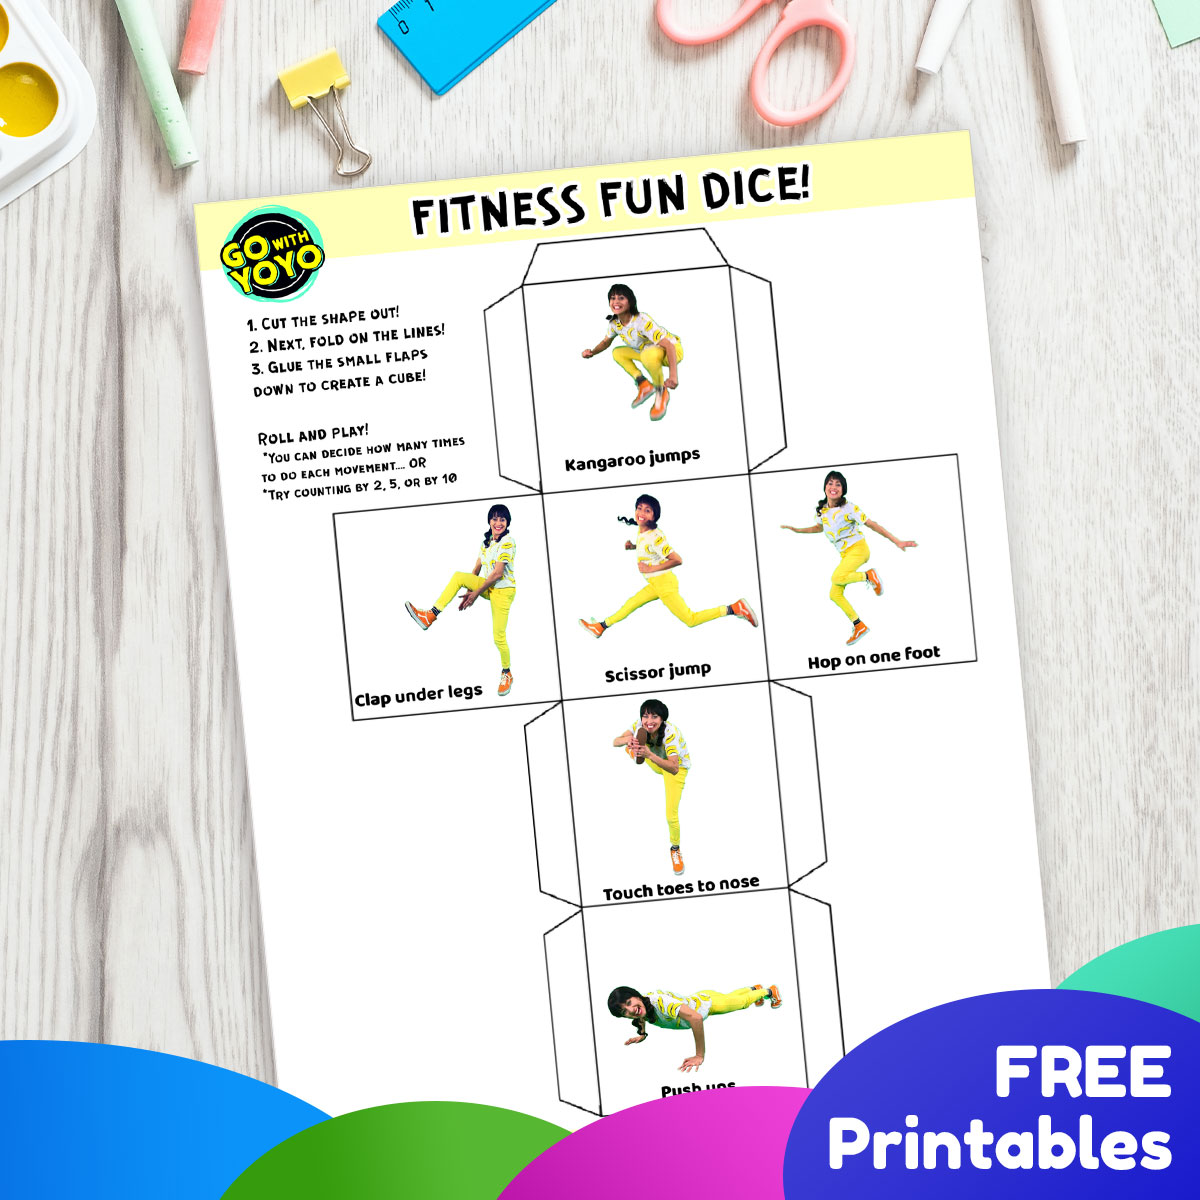 0 1
FITNESS FUN DICE!
GO WITH
YOYO
1. CUT THE SHAPE OUT!
2. NEXT, FOLD ON THE LINES!
3. GLUE THE SMALL FLAPS
DOWN TO CREATE A CUBE!
ROLL AND PLAY!
*YOU CAN DECIDE HOW MANY TIMES
TO DO EACH MOVEMENT.... OR
*TRY COUNTING BY 2, 5, OR BY 10
Kangaroo jumps
Clap under legs
Scissor jump
Hop on one foot
Touch toes to nose
Push ups
FREE
Printables